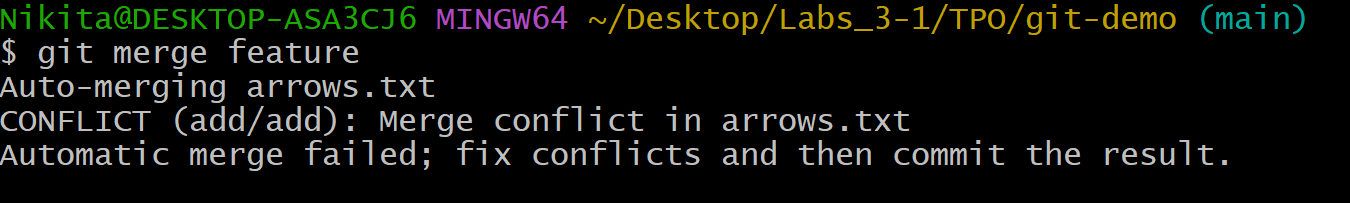 Nikita@DESKTOP-ASA3CJ6 MINGW64 ~/Desktop/Labs_3-1/TPO/git-demo (main)
$ git merge feature
Auto-merging arrows.txt
CONFLICT (add/add): Merge conflict in arrows.txt
Automatic merge failed; fix conflicts and then commit the result.